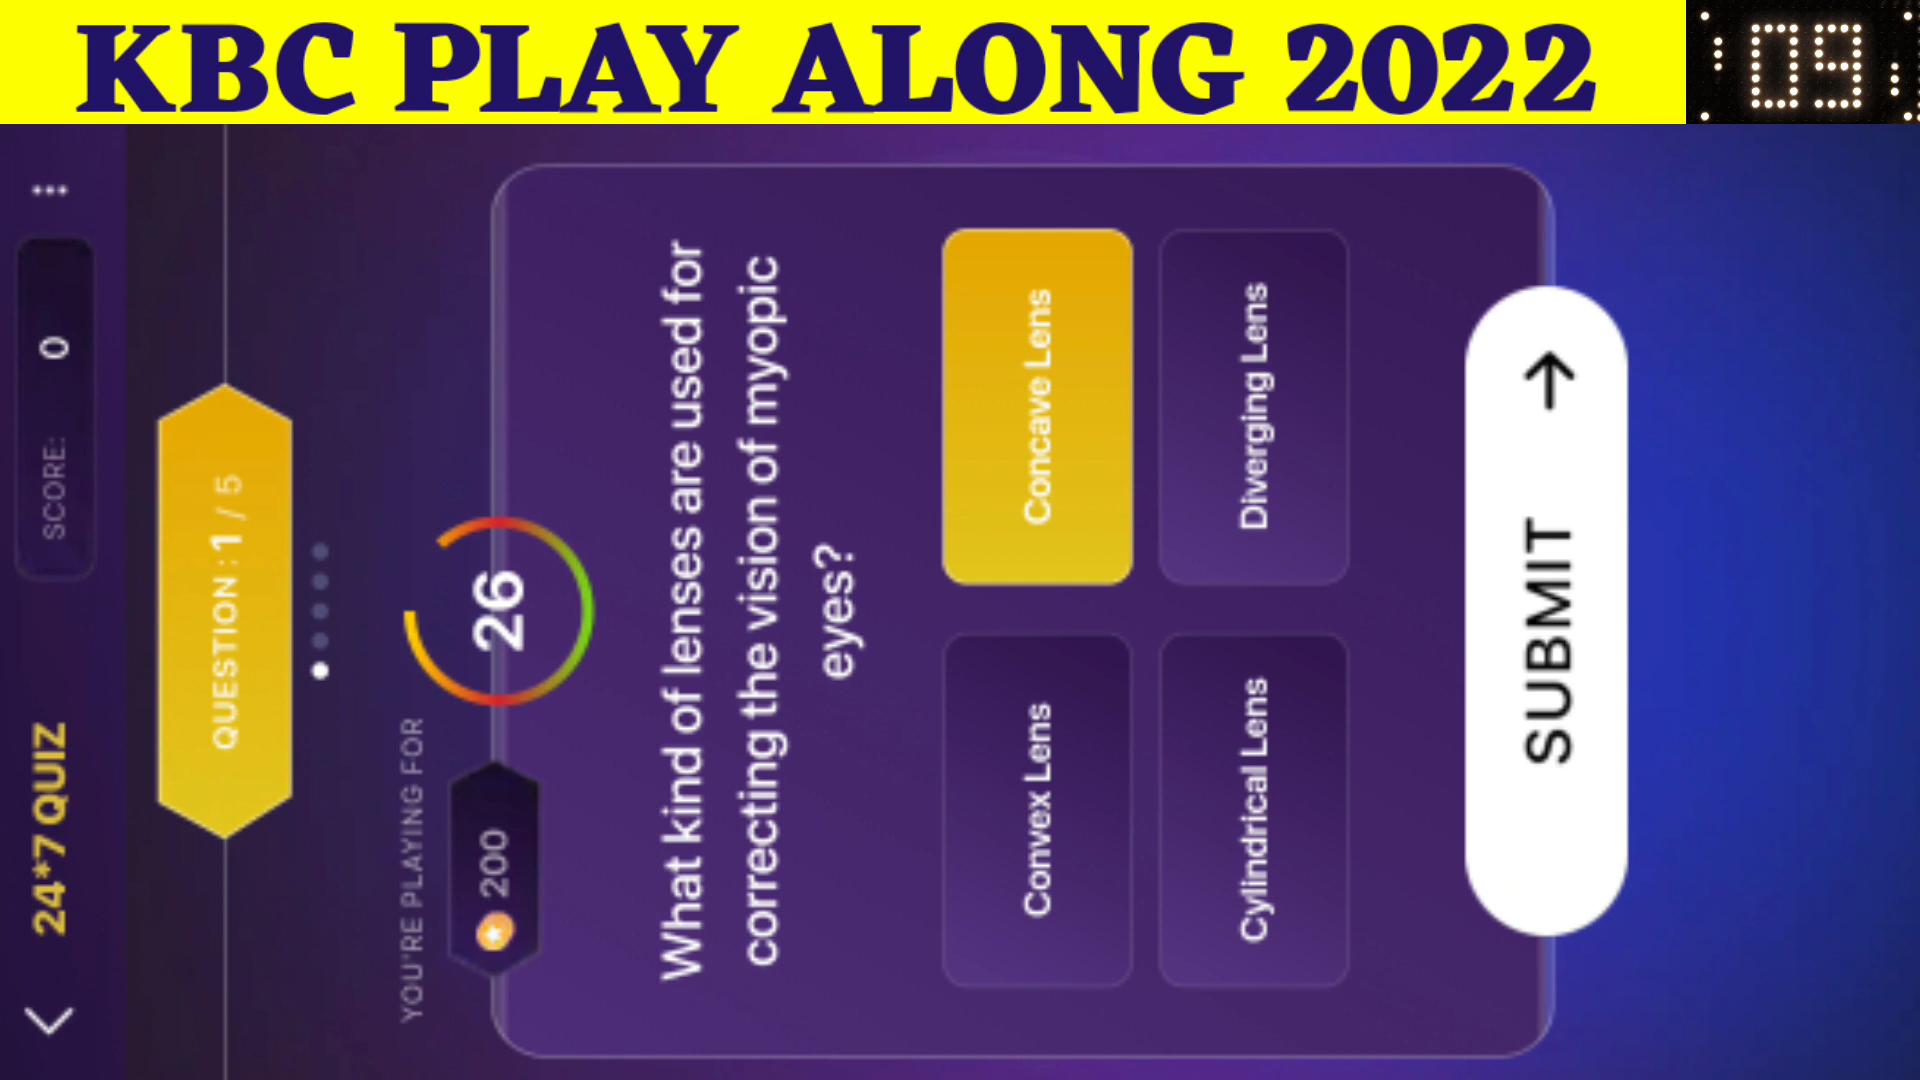 KBC PLAY ALONG 2022
09
24*7 QUIZ
SCORE: 0
QUESTION : 1 / 5
YOU'RE PLAYING FOR
200
26
What kind of lenses are used for
correcting the vision of myopic
eyes?
Convex Lens
Concave Lens
Cylindrical Lens
Diverging Lens
SUBMIT